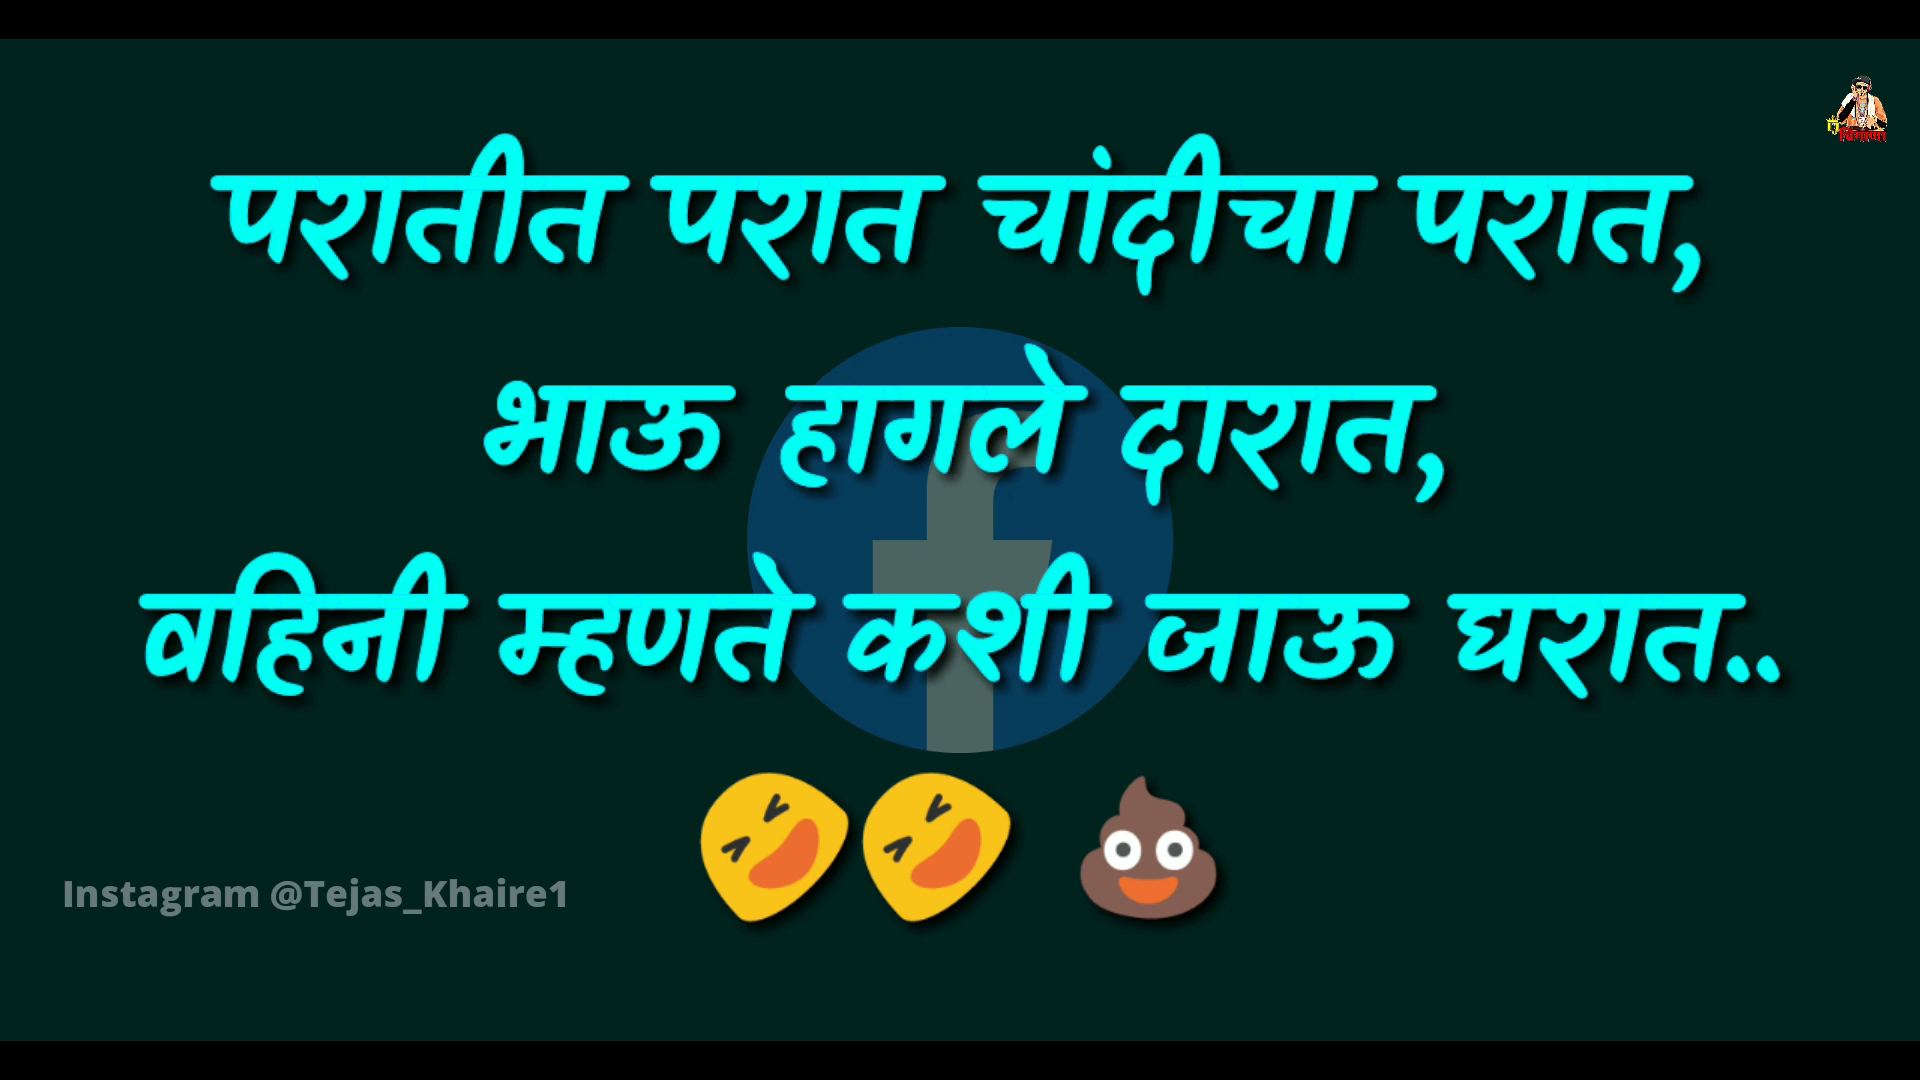 परातीत परात चांदीचा परात,
भाऊ हागले दारात,
वहिनी म्हणते कशी जाऊ घरात..
🤣🤣 💩
Instagram @Tejas_Khaire1